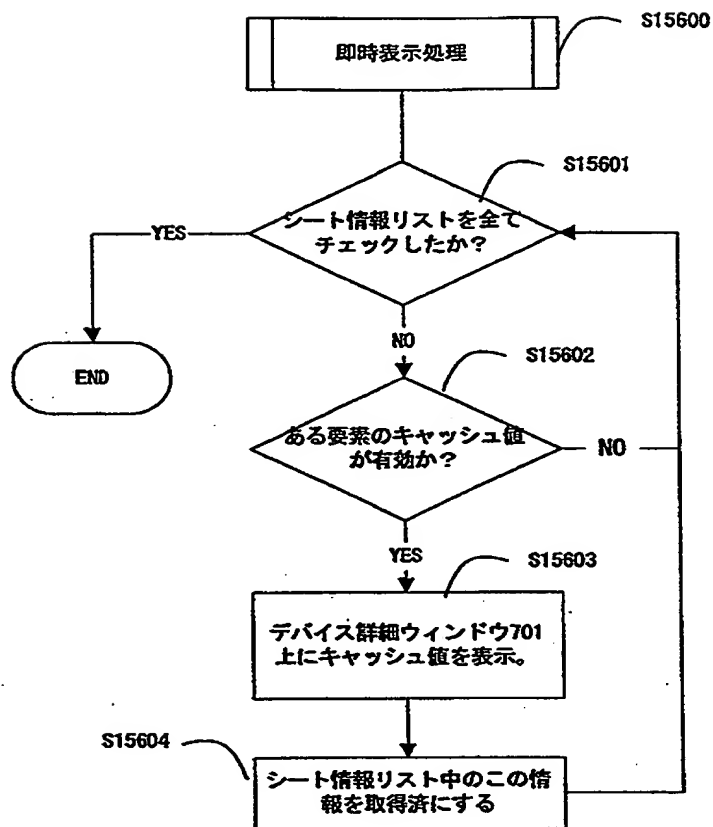 S15600
即時表示処理
S15601
シート情報リストを全て
チェックしたか?
YES
NO
END
S15602
ある要素のキャッシュ値
が有効か?
NO
YES
S15603
デバイス詳細ウィンドウ701
上にキャッシュ値を表示。
S15604
シート情報リスト中のこの情
報を取得済にする